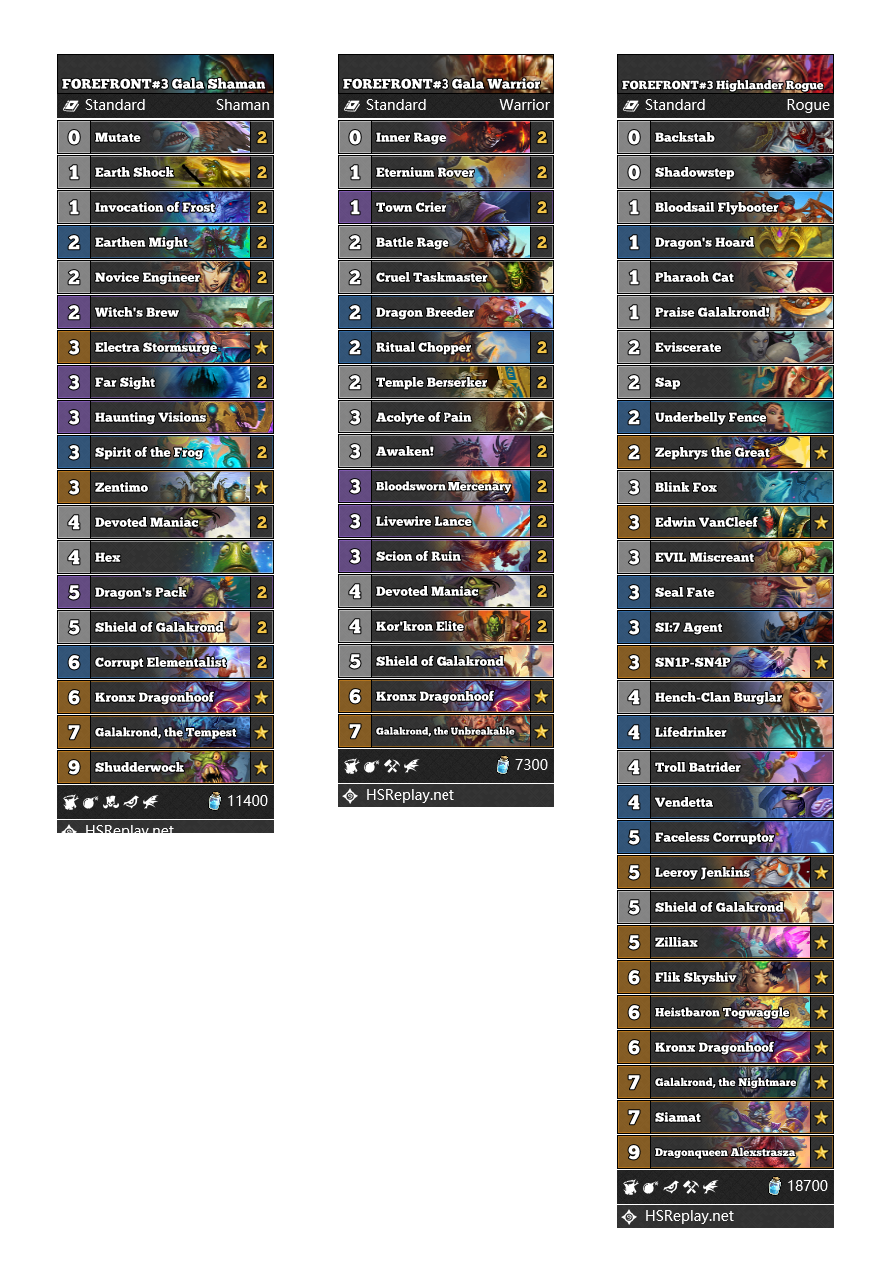 FOREFRONT#3 Gala Shaman
Standard Shaman
0 Mutate 2
1 Earth Shock 2
1 Invocation of Frost 2
2 Earthen Might 2
2 Novice Engineer 2
2 Witch's Brew
3 Electra Stormsurge
3 Far Sight 2
3 Haunting Visions
3 Spirit of the Frog 2
3 Zentimo
4 Devoted Maniac 2
4 Hex
5 Dragon's Pack 2
5 Shield of Galakrond 2
6 Corrupt Elementalist 2
6 Kronx Dragonhoof
7 Galakrond, the Tempest
9 Shudderwock
11400
HSReplay.net
FOREFRONT#3 Gala Warrior
Standard Warrior
0 Inner Rage 2
1 Eternium Rover 2
1 Town Crier 2
2 Battle Rage 2
2 Cruel Taskmaster
2 Dragon Breeder
2 Ritual Chopper 2
2 Temple Berserker 2
3 Acolyte of Pain
3 Awaken! 2
3 Bloodsworn Mercenary 2
3 Livewire Lance 2
3 Scion of Ruin 2
4 Devoted Maniac 2
4 Kor'kron Elite 2
5 Shield of Galakrond
6 Kronx Dragonhoof
7 Galakrond, the Unbreakable
7300
HSReplay.net
FOREFRONT#3 Highlander Rogue
Standard Rogue
0 Backstab
0 Shadowstep
1 Bloodsail Flybooter
1 Dragon's Hoard
1 Pharaoh Cat
1 Praise Galakrond!
2 Eviscerate
2 Sap
2 Underbelly Fence
2 Zephrys the Great
3 Blink Fox
3 Edwin VanCleef
3 EVIL Miscreant
3 Seal Fate
3 SI:7 Agent
3 SN1P-SN4P
4 Hench-Clan Burglar
4 Lifedrinker
4 Troll Batrider
4 Vendetta
5 Faceless Corruptor
5 Leeroy Jenkins
5 Shield of Galakrond
5 Zilliax
6 Flik Skyshiv
6 Heistbaron Togwaggle
6 Kronx Dragonhoof
7 Galakrond, the Nightmare
7 Siamat
9 Dragonqueen Alexstrasza
18700
HSReplay.net